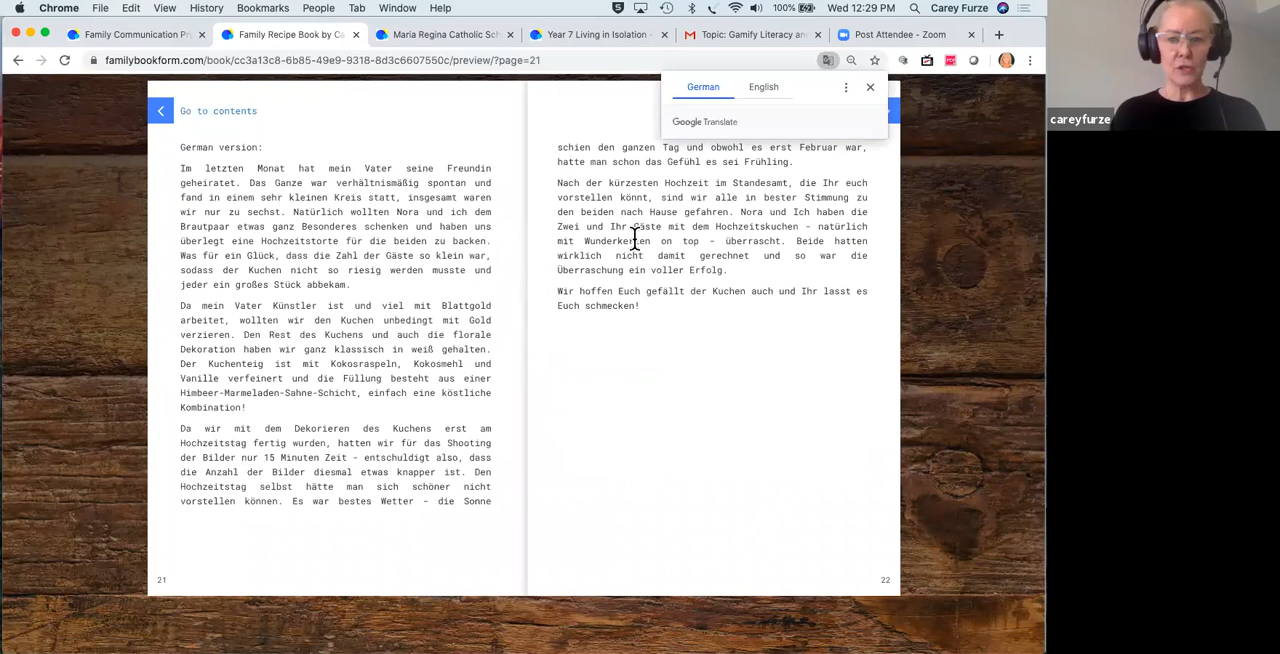 Chrome File Edit View History Bookmarks People Tab Window Help 100% Wed 12:29 PM Carey Furze
Family Communication Pr
Family Recipe Book by Ca
Maria Regina Catholic Sch
Year 7 Living in Isolation -
Topic: Gamify Literacy and
Post Attendee - Zoom
familybookform.com/book/cc3a13c8-6b85-49e9-9318-8d3c6607550c/preview/?page=21
German English
Google Translate
careyfurze
Go to contents
German version:
Im letzten Monat hat mein Vater seine Freundin
geheiratet. Das Ganze war verhältnismäßig spontan und
fand in einem sehr kleinen Kreis statt, insgesamt waren
wir nur zu sechst. Natürlich wollten Nora und ich dem
Brautpaar etwas ganz Besonderes schenken und haben uns
überlegt eine Hochzeitstorte für die beiden zu backen.
Was für ein Glück, dass die Zahl der Gäste so klein war,
sodass der Kuchen nicht so riesig werden musste und
jeder ein großes Stück abbekam.
Da mein Vater Künstler ist und viel mit Blattgold
arbeitet, wollten wir den Kuchen unbedingt mit Gold
verzieren. Den Rest des Kuchens und auch die florale
Dekoration haben wir ganz klassisch in weiß gehalten.
Der Kuchenteig ist mit Kokosraspeln, Kokosmehl und
Vanille verfeinert und die Füllung besteht aus einer
Himbeer-Marmeladen-Sahne-Schicht, einfach eine köstliche
Kombination!
Da wir mit dem Dekorieren des Kuchens erst am
Hochzeitstag fertig wurden, hatten wir für das Shooting
der Bilder nur 15 Minuten Zeit - entschuldigt also, dass
die Anzahl der Bilder diesmal etwas knapper ist. Den
Hochzeitstag selbst hätte man sich schöner nicht
vorstellen können. Es war bestes Wetter - die Sonne
21
schien den ganzen Tag und obwohl es erst Februar war,
hatte man schon das Gefühl es sei Frühling.
Nach der kürzesten Hochzeit im Standesamt, die Ihr euch
vorstellen könnt, sind wir alle in bester Stimmung zu
den beiden nach Hause gefahren. Nora und Ich haben die
Zwei und Ihr Gäste mit dem Hochzeitskuchen - natürlich
mit Wunderkerzen on top - überrascht. Beide hatten
wirklich nicht damit gerechnet und so war die
Überraschung ein voller Erfolg.
Wir hoffen Euch gefällt der Kuchen auch und Ihr lasst es
Euch schmecken!
22